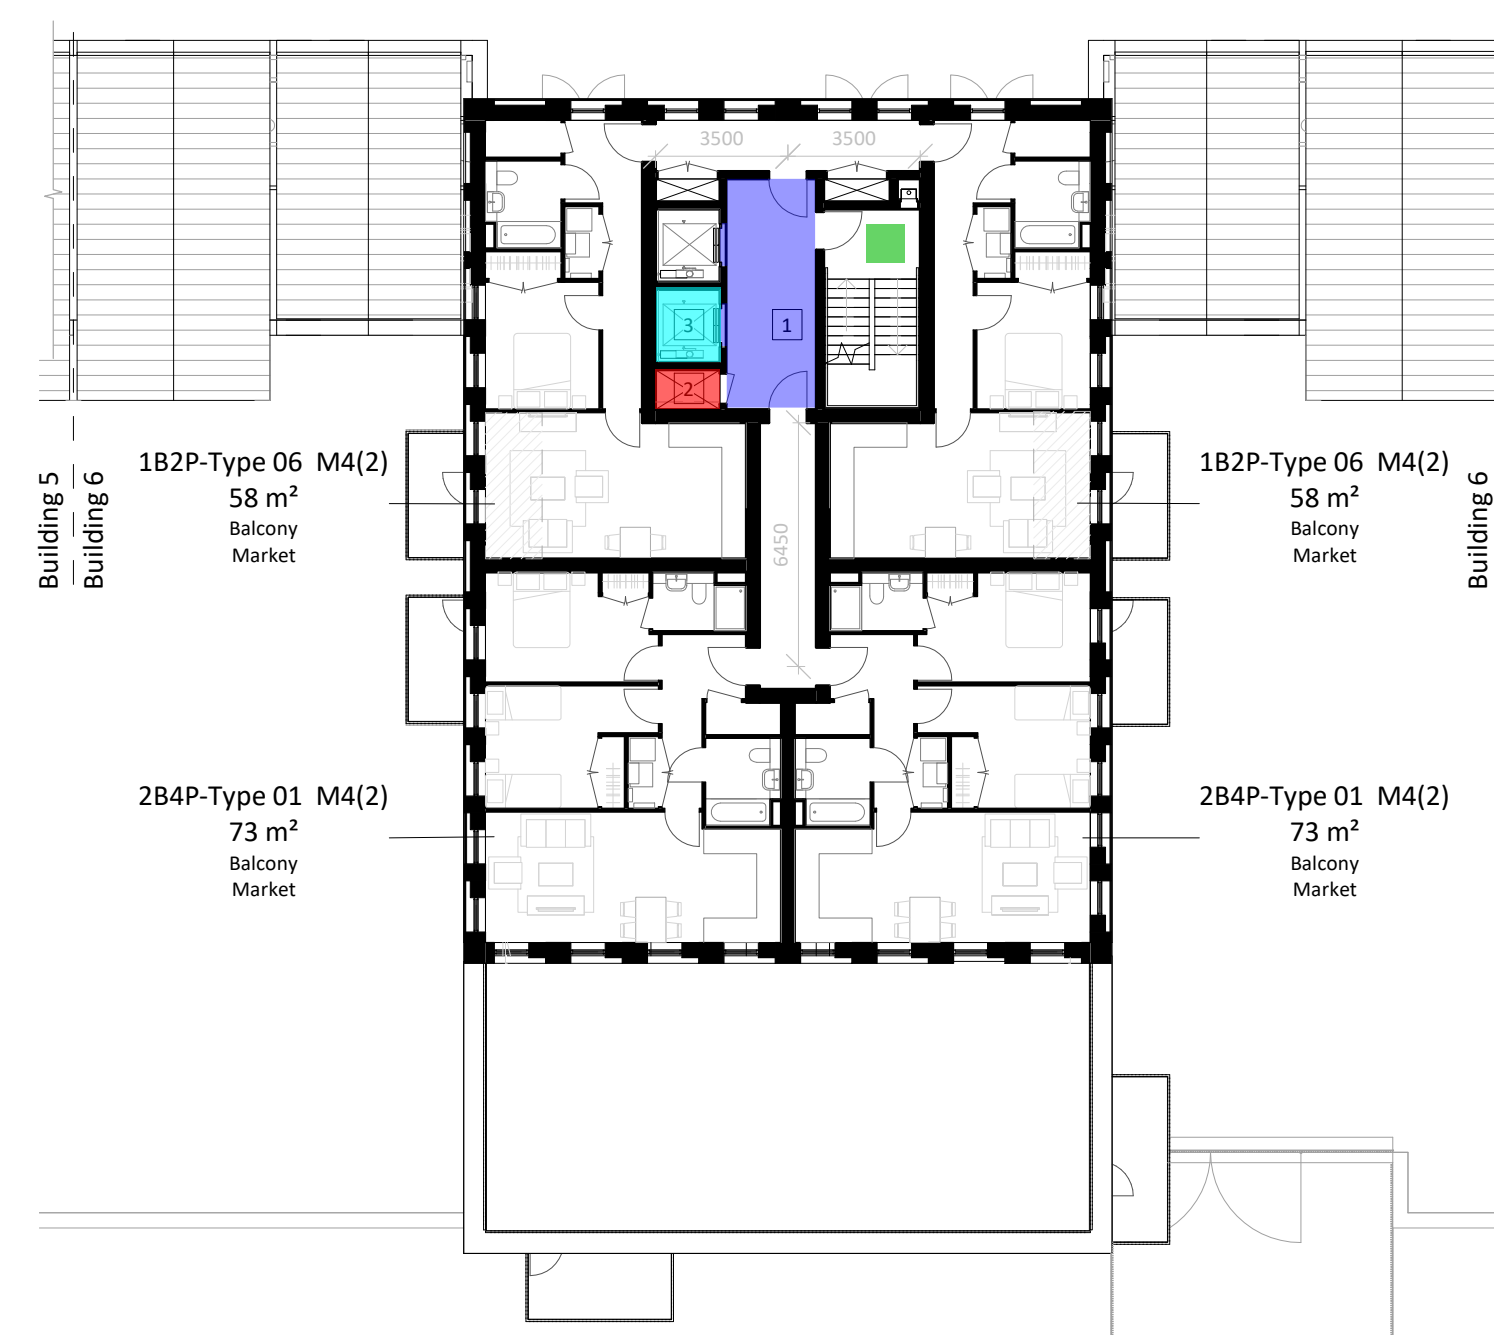 3500
3500
3
1
2
Building 5
Building 6
1B2P-Type 06 M4(2)
58 m²
Balcony
Market
6450
1B2P-Type 06 M4(2)
58 m²
Balcony
Market
Building 6
2B4P-Type 01 M4(2)
73 m²
Balcony
Market
2B4P-Type 01 M4(2)
73 m²
Balcony
Market